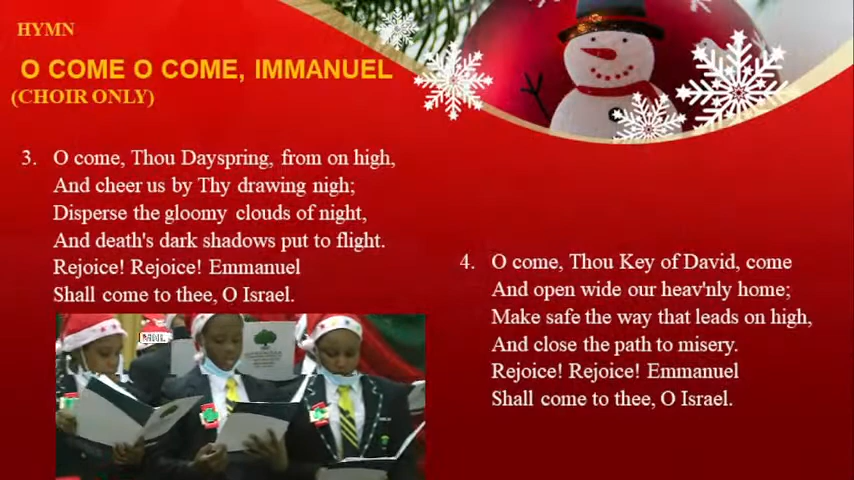 HYMN
O COME O COME, IMMANUEL
(CHOIR ONLY)
3. O come, Thou Dayspring, from on high,
And cheer us by Thy drawing nigh;
Disperse the gloomy clouds of night,
And death's dark shadows put to flight.
Rejoice! Rejoice! Emmanuel
Shall come to thee, O Israel.
4. O come, Thou Key of David, come
And open wide our heav'nly home;
Make safe the way that leads on high,
And close the path to misery.
Rejoice! Rejoice! Emmanuel
Shall come to thee, O Israel.